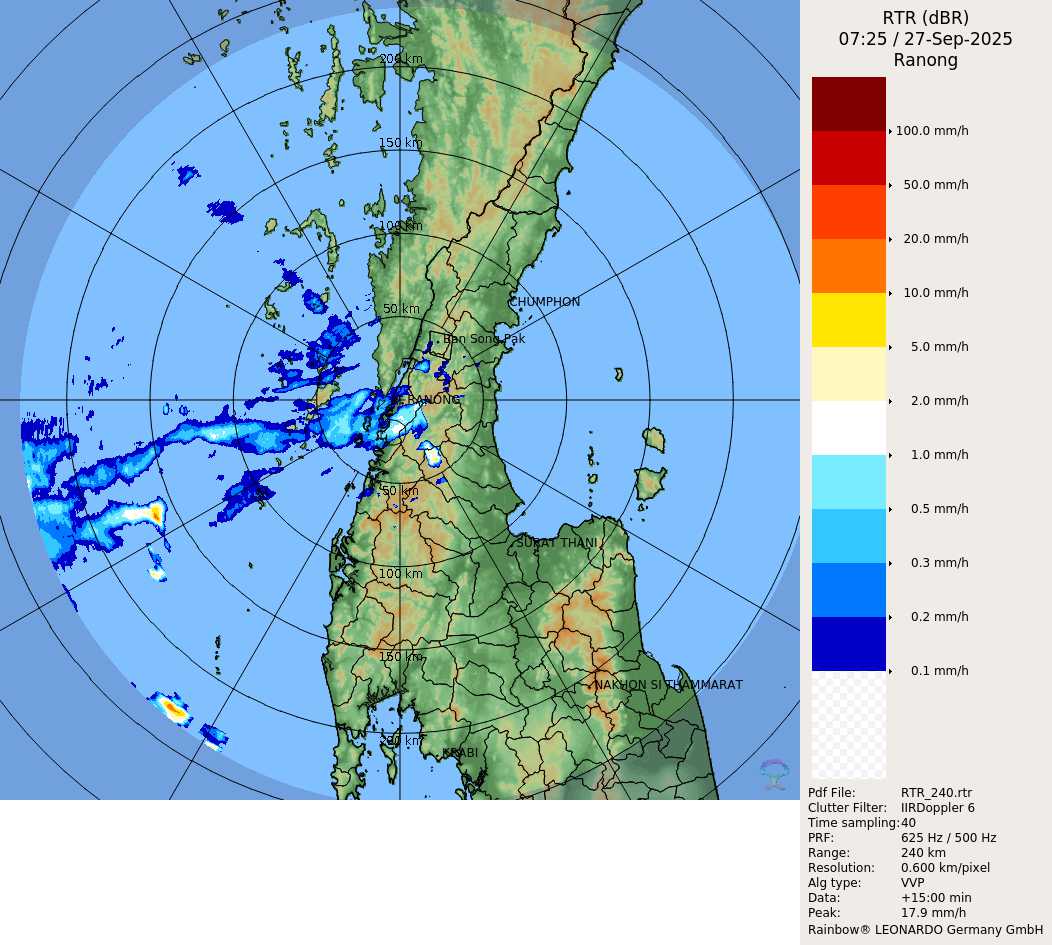 RTR (dBR)
07:25 / 27-Sep-2025
Ranong
100.0 mm/h
50.0 mm/h
20.0 mm/h
10.0 mm/h
5.0 mm/h
2.0 mm/h
1.0 mm/h
0.5 mm/h
0.3 mm/h
0.2 mm/h
0.1 mm/h
200 km
150 km
100 km
50 km
CHUMPHON
Ban Song Pak
RANONG
50 km
SURAT THANI
100 km
150 km
NAKHON SI THAMMARAT
200 km
KRABI
Pdf File: RTR_240.rtr
Clutter Filter: IIRDoppler 6
Time sampling: 40
PRF: 625 Hz / 500 Hz
Range: 240 km
Resolution: 0.600 km/pixel
Alg type: VVP
Data: +15:00 min
Peak: 17.9 mm/h
Rainbow® LEONARDO Germany GmbH